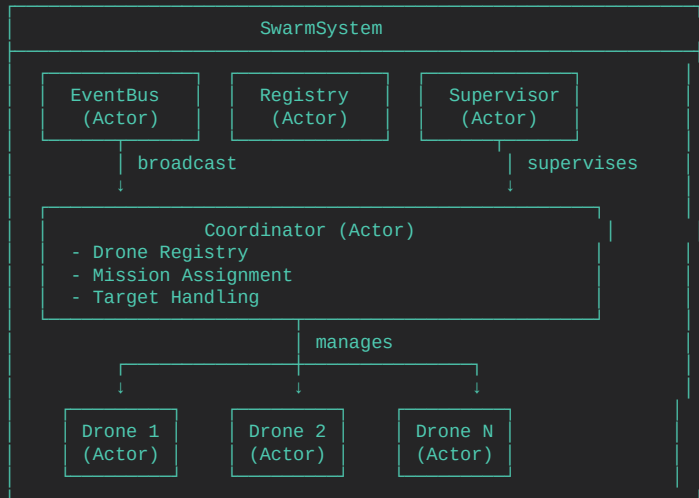 SwarmSystem
EventBus Registry Supervisor
(Actor) (Actor) (Actor)
broadcast supervises
Coordinator (Actor)
- Drone Registry
- Mission Assignment
- Target Handling
manages
Drone 1 Drone 2 Drone N
(Actor) (Actor) (Actor)